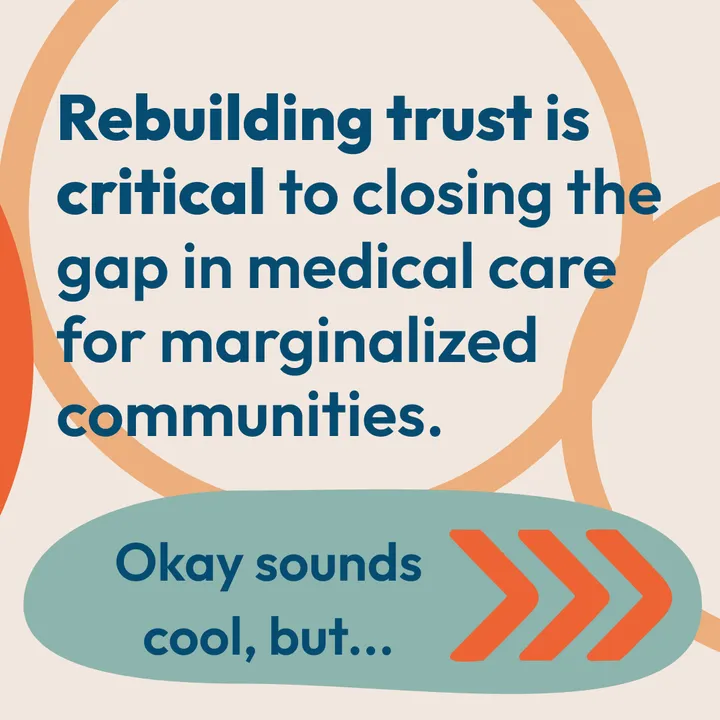 Rebuilding trust is
critical to closing the
gap in medical care
for marginalized
communities.
Okay sounds
cool, but...